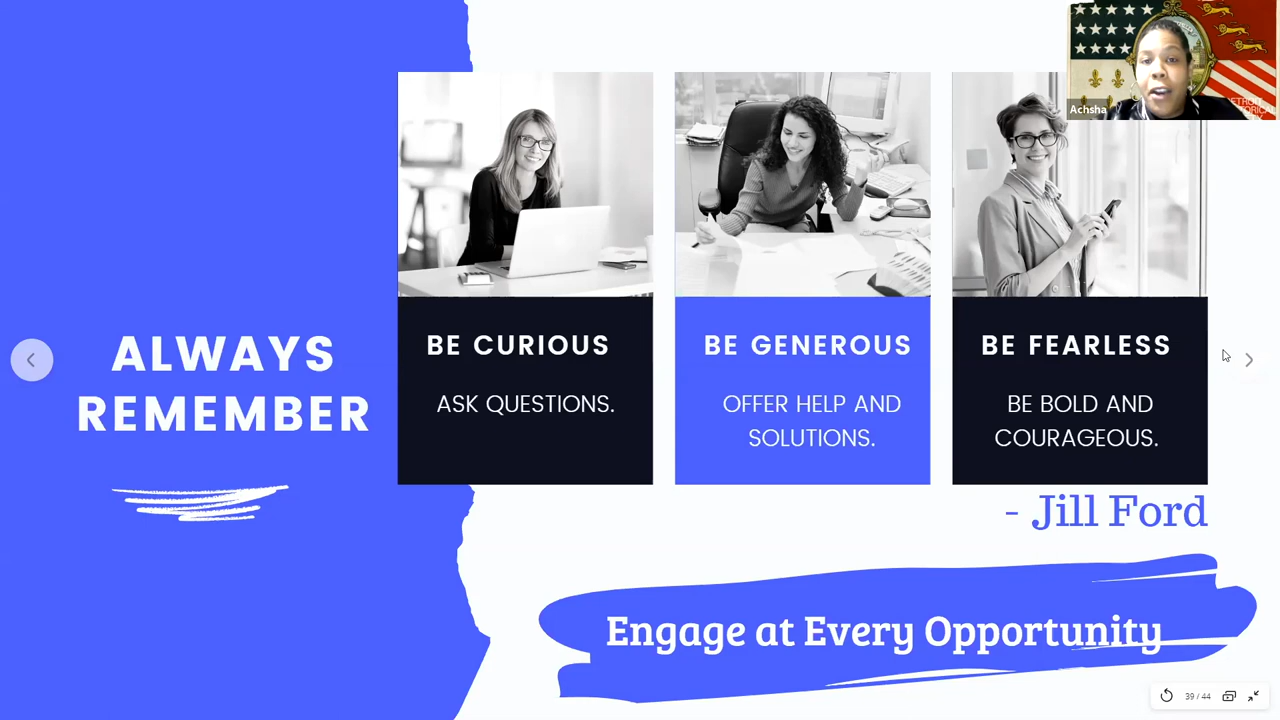 ALWAYS
REMEMBER
BE CURIOUS
ASK QUESTIONS.
BE GENEROUS
OFFER HELP AND
SOLUTIONS.
BE FEARLESS
BE BOLD AND
COURAGEOUS.
- Jill Ford
Engage at Every Opportunity
Achsha
39 / 44